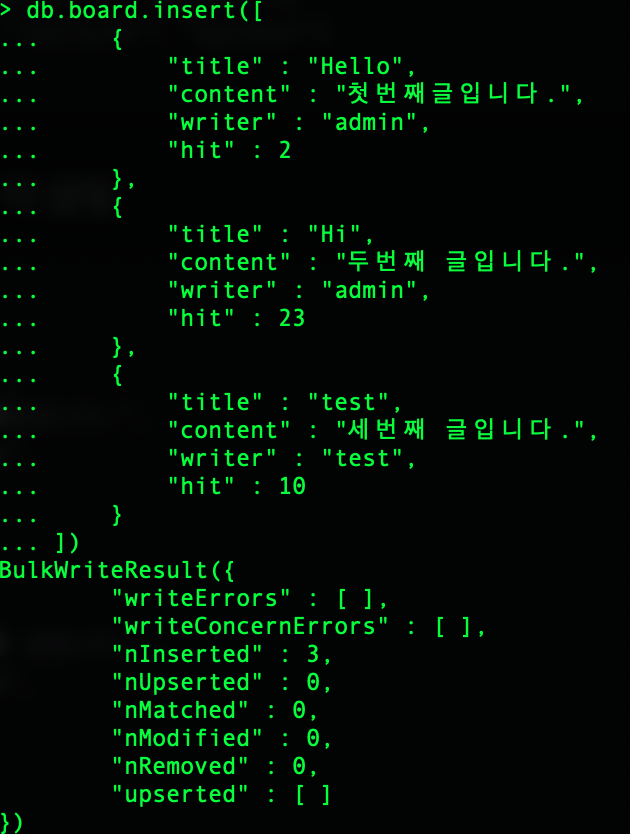 > db.board.insert([
...     {
...         "title" : "Hello",
...         "content" : "첫번째글입니다.",
...         "writer" : "admin",
...         "hit" : 2
...     },
...     {
...         "title" : "Hi",
...         "content" : "두번째 글입니다.",
...         "writer" : "admin",
...         "hit" : 23
...     },
...     {
...         "title" : "test",
...         "content" : "세번째 글입니다.",
...         "writer" : "test",
...         "hit" : 10
...     }
... ])
BulkWriteResult({
        "writeErrors" : [ ],
        "writeConcernErrors" : [ ],
        "nInserted" : 3,
        "nUpserted" : 0,
        "nMatched" : 0,
        "nModified" : 0,
        "nRemoved" : 0,
        "upserted" : [ ]
})